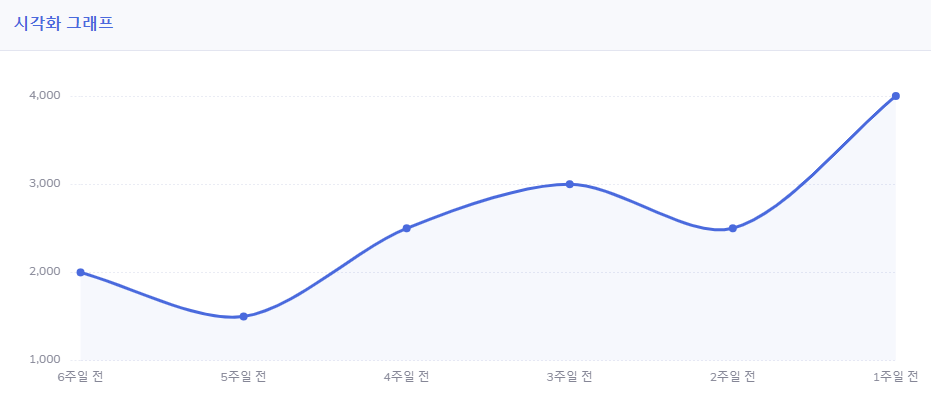 시각화 그래프
4,000
3,000
2,000
1,000
6주일 전 5주일 전 4주일 전 3주일 전 2주일 전 1주일 전